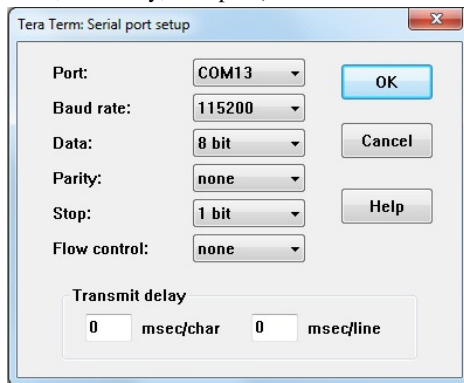 Tera Term: Serial port setup
Port: COM13
OK
Baud rate: 115200
Data: 8 bit
Cancel
Parity: none
Stop: 1 bit
Help
Flow control: none
Transmit delay
0 msec/char 0 msec/line